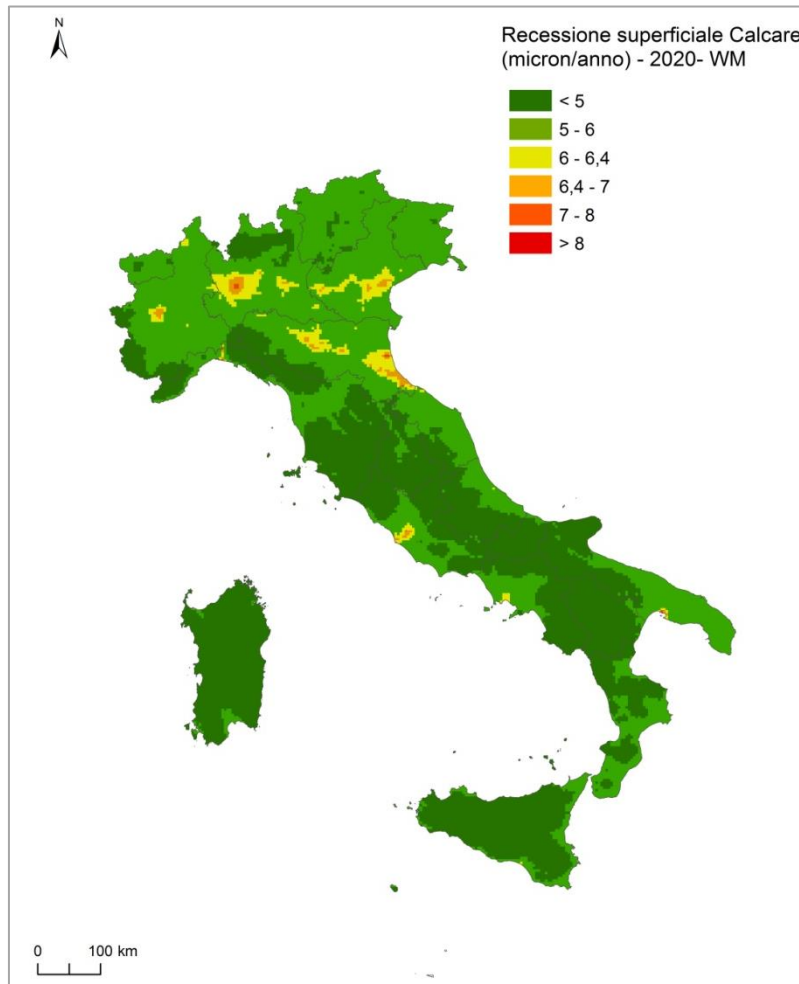 N
Recessione superficiale Calcare
(micron/anno) - 2020- WM
< 5
5 - 6
6 - 6,4
6,4 - 7
7 - 8
> 8
0 100 km